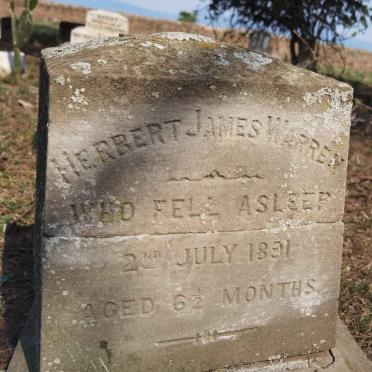 HERBERT JAMES WARREN
WHO FELL ASLEEP
2ND JULY 1891
AGED 6½ MONTHS.